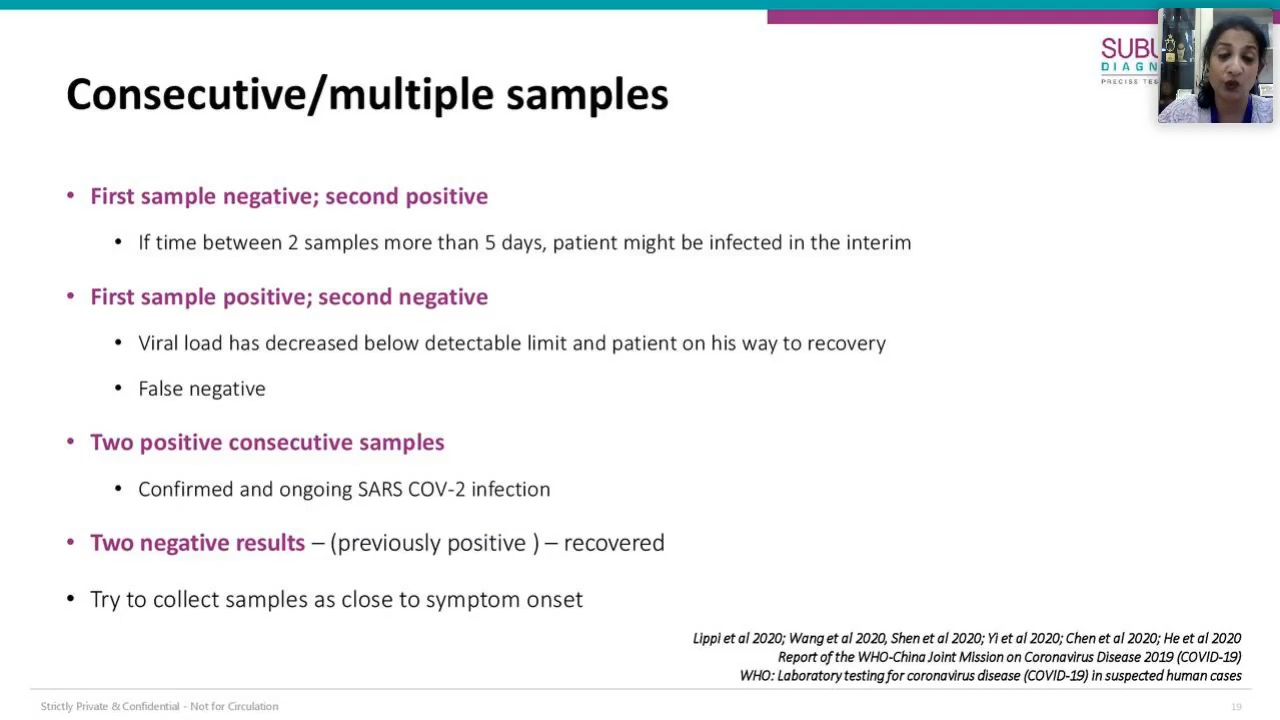 SUBU
DIAGN
PRECISE TES
Consecutive/multiple samples
• First sample negative; second positive
• If time between 2 samples more than 5 days, patient might be infected in the interim
• First sample positive; second negative
• Viral load has decreased below detectable limit and patient on his way to recovery
• False negative
• Two positive consecutive samples
• Confirmed and ongoing SARS COV-2 infection
• Two negative results – (previously positive ) – recovered
• Try to collect samples as close to symptom onset
Lippi et al 2020; Wang et al 2020, Shen et al 2020; Yi et al 2020; Chen et al 2020; He et al 2020
Report of the WHO-China Joint Mission on Coronavirus Disease 2019 (COVID-19)
WHO: Laboratory testing for coronavirus disease (COVID-19) in suspected human cases
Strictly Private & Confidential - Not for Circulation
19